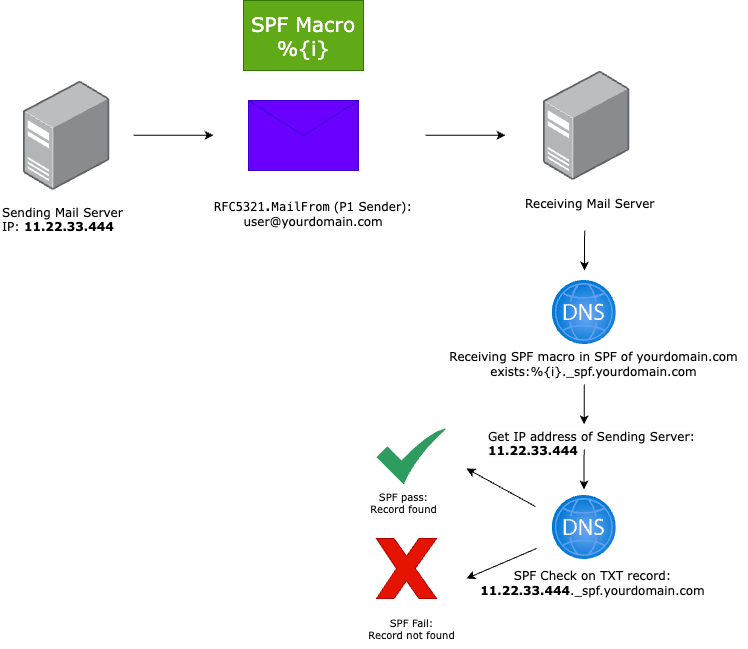 SPF Macro
%{i}
Sending Mail Server
IP: 11.22.33.444
RFC5321.MailFrom (P1 Sender):
user@yourdomain.com
Receiving Mail Server
DNS
Receiving SPF macro in SPF of yourdomain.com
exists:%{i}._spf.yourdomain.com
Get IP address of Sending Server:
11.22.33.444
SPF pass:
Record found
DNS
SPF Check on TXT record:
11.22.33.444._spf.yourdomain.com
SPF Fail:
Record not found